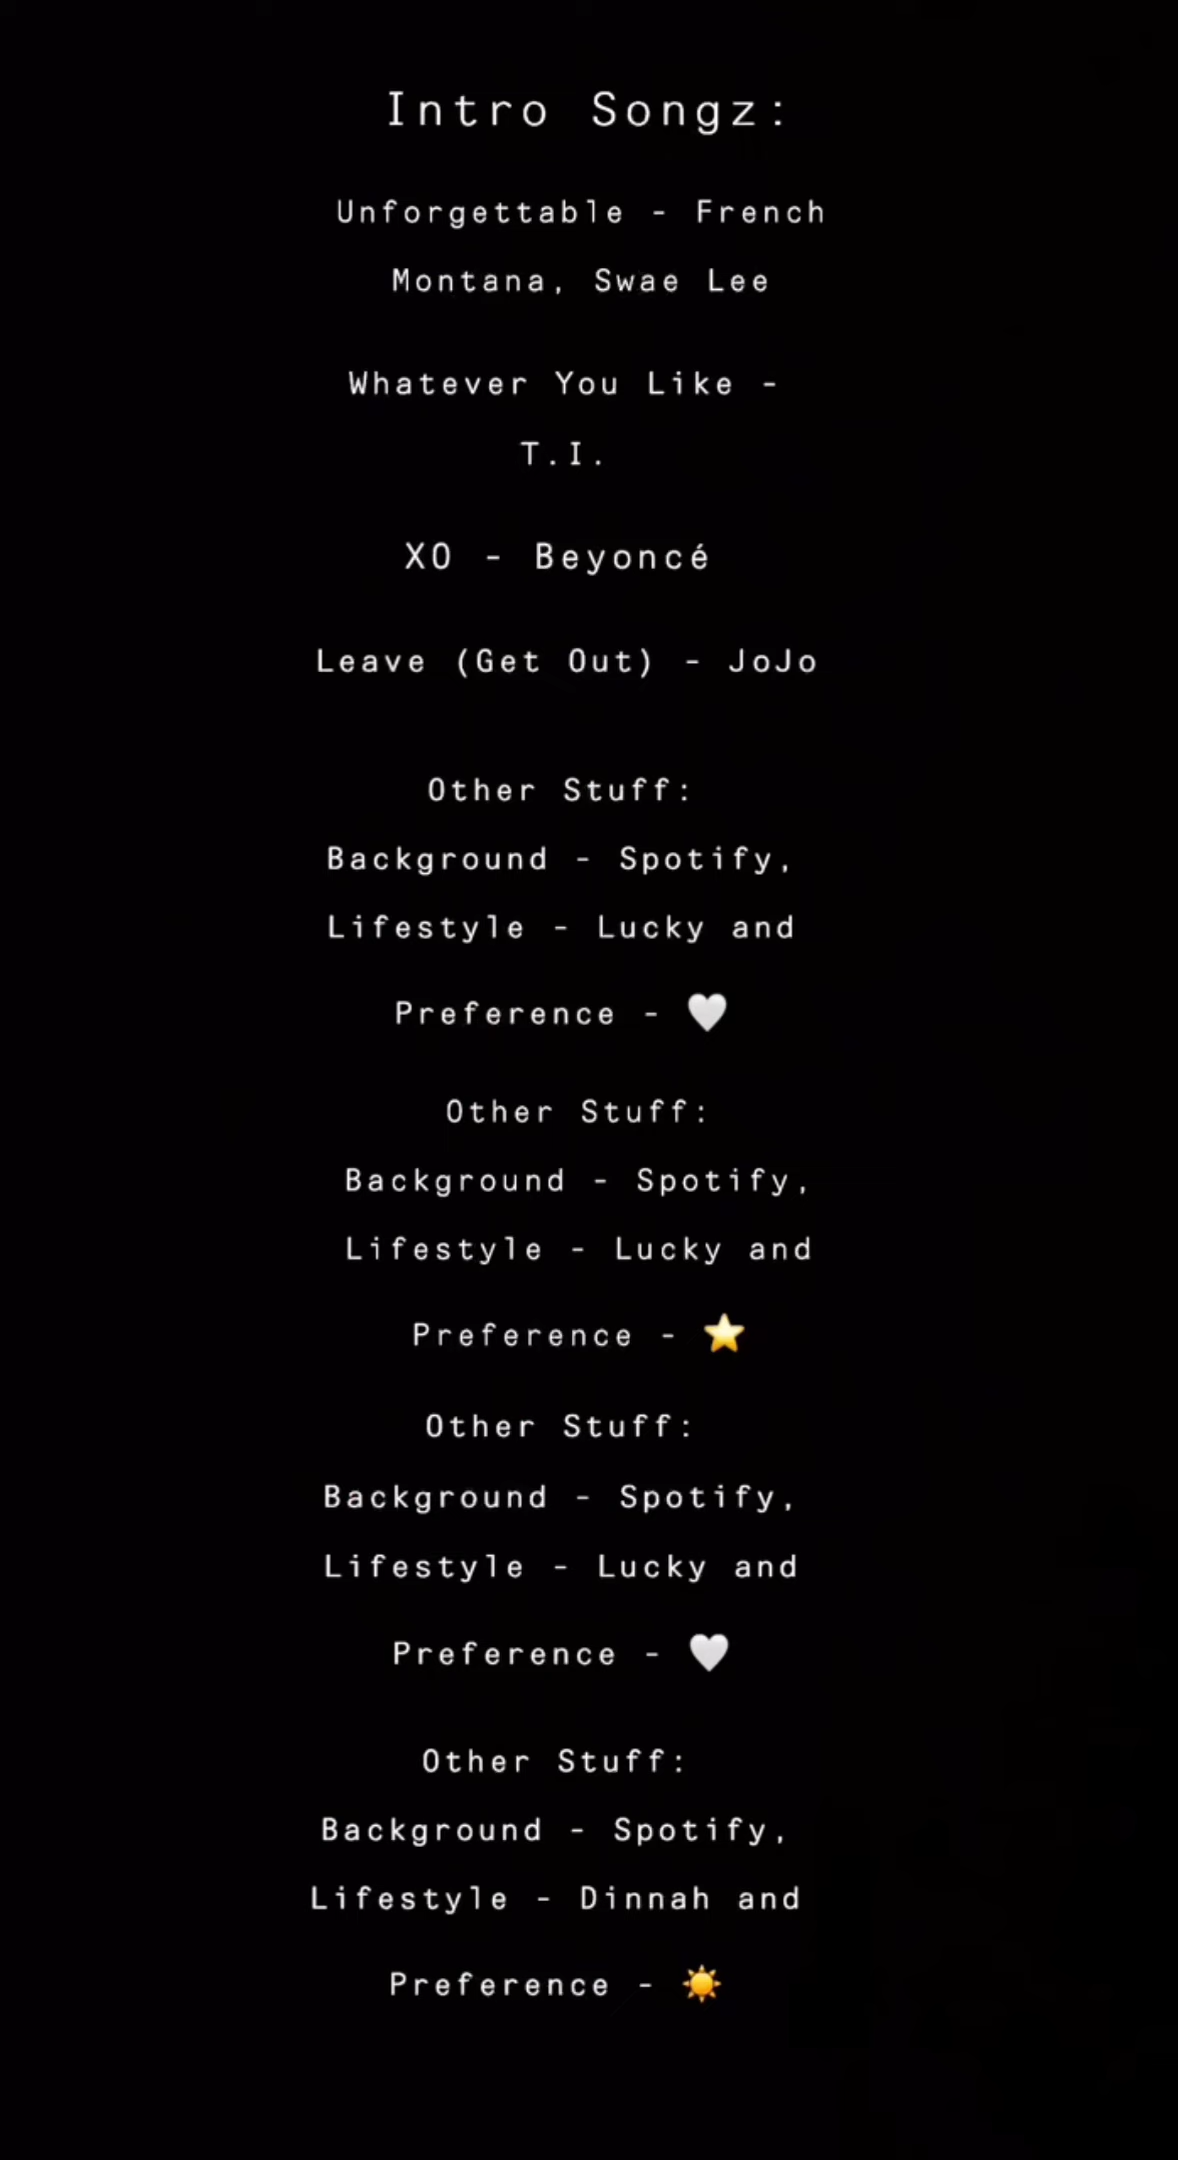 Intro Songz:
Unforgettable - French
Montana, Swae Lee
Whatever You Like -
T.I.
XO - Beyoncé
Leave (Get Out) - JoJo
Other Stuff:
Background - Spotify,
Lifestyle - Lucky and
Preference - 🤍
Other Stuff:
Background - Spotify,
Lifestyle - Lucky and
Preference - ⭐
Other Stuff:
Background - Spotify,
Lifestyle - Lucky and
Preference - 🤍
Other Stuff:
Background - Spotify,
Lifestyle - Dinnah and
Preference - ☀️